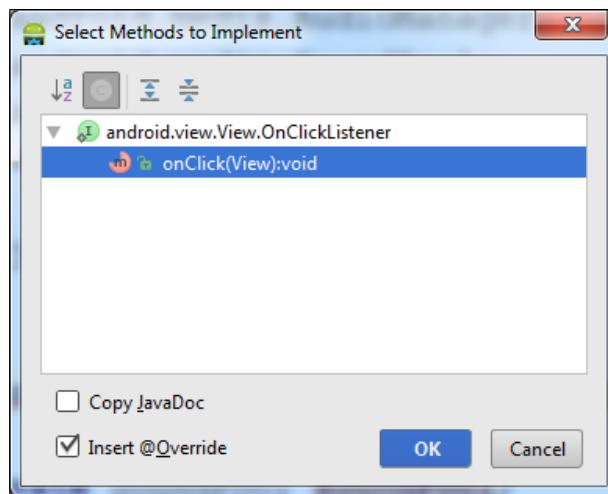 Select Methods to Implement
android.view.View.OnClickListener
onClick(View):void
Copy JavaDoc
Insert @Override
OK
Cancel